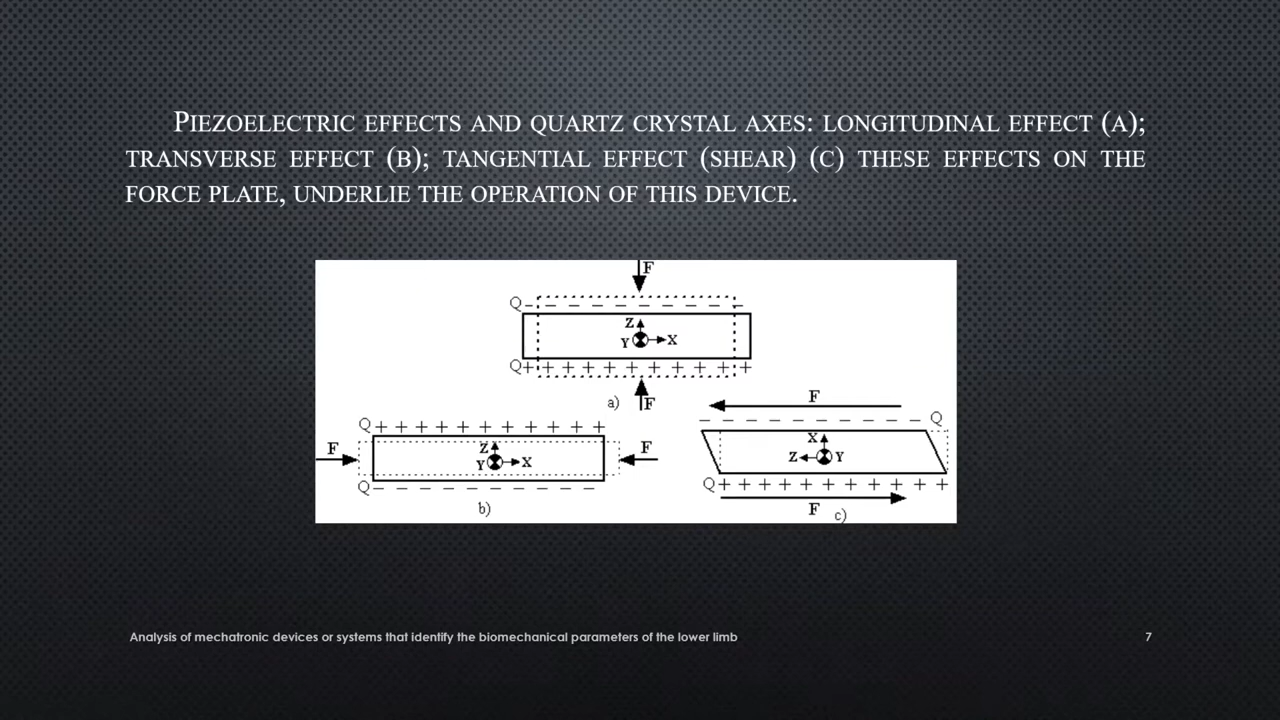 PIEZOELECTRIC EFFECTS AND QUARTZ CRYSTAL AXES: LONGITUDINAL EFFECT (A);
TRANSVERSE EFFECT (B); TANGENTIAL EFFECT (SHEAR) (C) THESE EFFECTS ON THE
FORCE PLATE, UNDERLIE THE OPERATION OF THIS DEVICE.
F
Q − − − − − − − − − − −
Z
Y X
Q + + + + + + + + + + + +
a) F
F
Q + + + + + + + + + + + +
F F
Z
Y X
Q − − − − − − − − − − −
b)
− − − − − − − − − − − Q
X
Z Y
Q + + + + + + + + + + + +
F c)
Analysis of mechatronic devices or systems that identify the biomechanical parameters of the lower limb 7